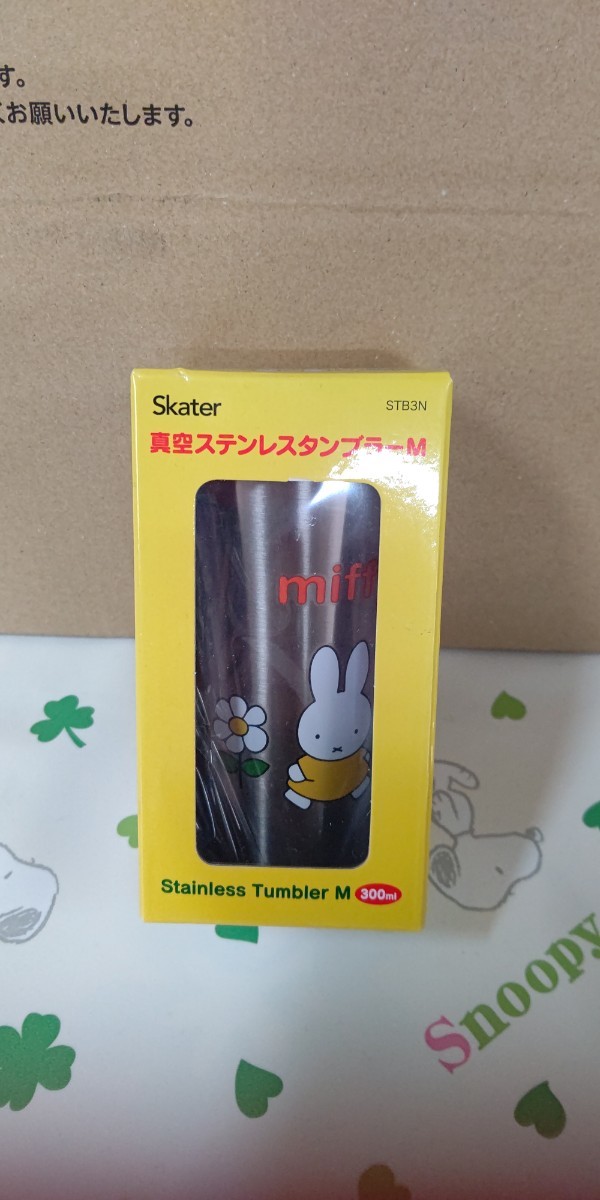 す。
くお願いいたします。
Skater
STB3N
真空ステンレスタンブラーM
miff
Stainless Tumbler M 300ml
Snoopy